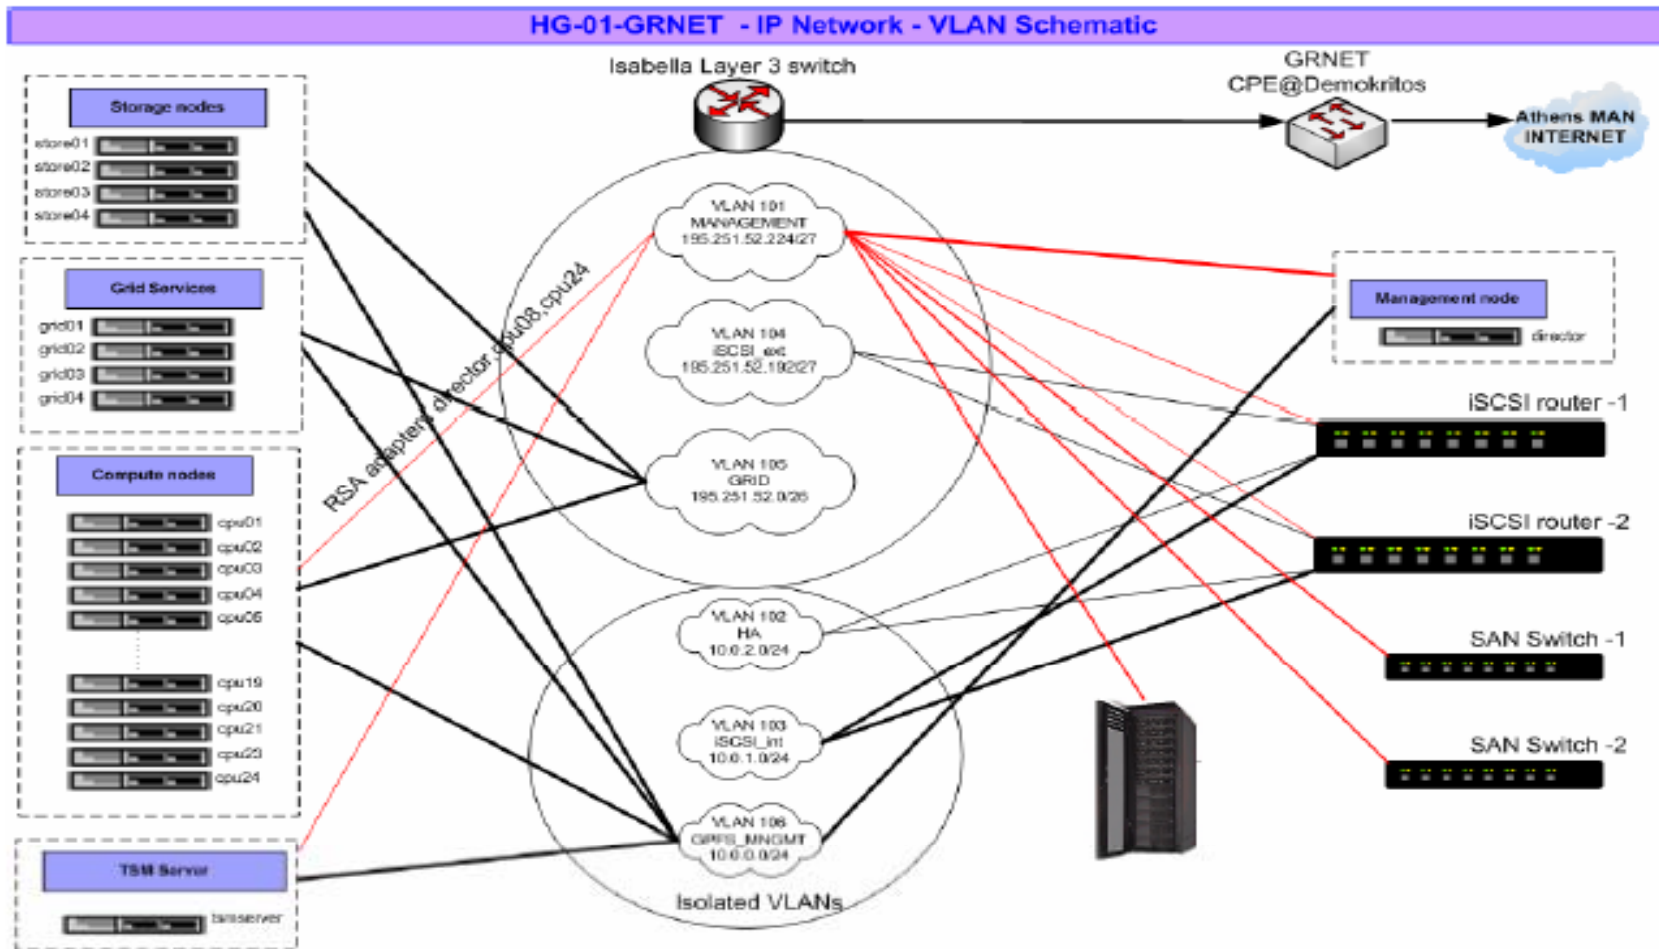 HG-01-GRNET - IP Network - VLAN Schematic
Isabella Layer 3 switch
GRNET
CPE@Demokritos
Athens MAN
INTERNET
Storage nodes
store01
store02
store03
store04
Grid Services
grid01
grid02
grid03
grid04
Compute nodes
cpu01
cpu02
cpu03
cpu04
cpu05
cpu19
cpu20
cpu21
cpu23
cpu24
TSM Server
tsmserver
RSA adapters director,cpu08,cpu24
VLAN 101
MANAGEMENT
195.251.52.224/27
VLAN 104
iSCSI_ext
195.251.52.192/27
VLAN 105
GRID
195.251.52.0/26
VLAN 102
HA
10.0.2.0/24
VLAN 103
iSCSI_int
10.0.1.0/24
VLAN 106
GPFS_MNGMT
10.0.0.0/24
Isolated VLANs
Management node
director
iSCSI router -1
iSCSI router -2
SAN Switch -1
SAN Switch -2